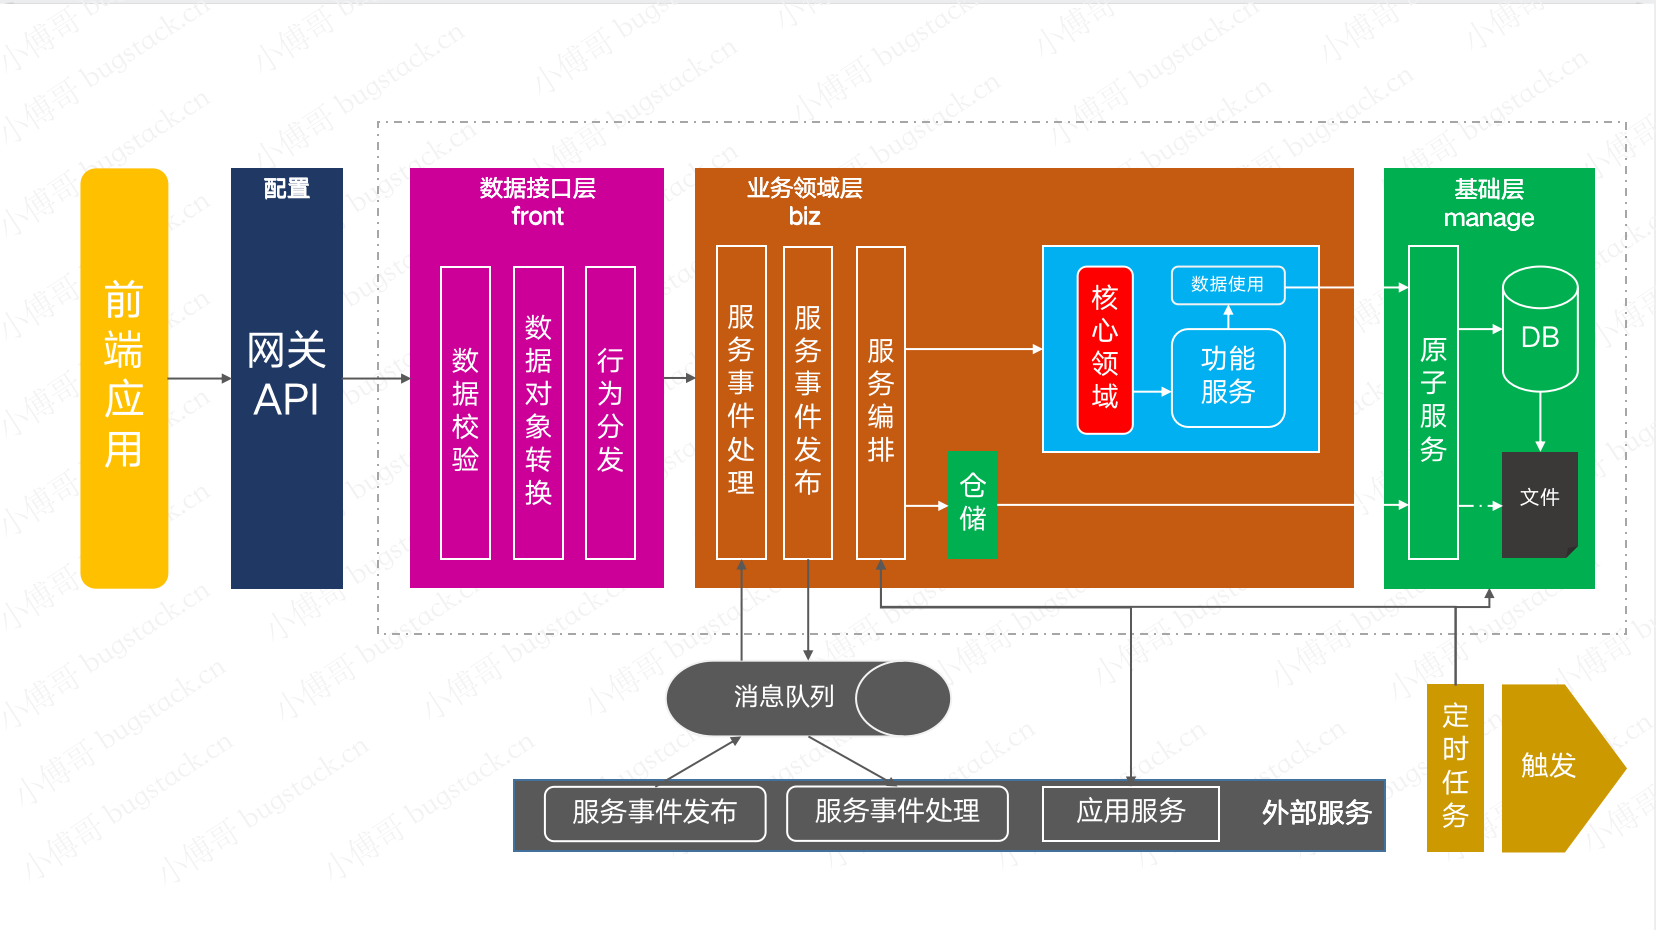 前端应用
配置
网关
API
数据接口层
front
数据校验
数据对象转换
行为分发
业务领域层
biz
服务事件处理
服务事件发布
服务编排
仓储
核心领域
数据使用
功能
服务
基础层
manage
原子服务
DB
文件
消息队列
服务事件发布
服务事件处理
应用服务
外部服务
定时任务
触发
小傅哥 bugstack.cn